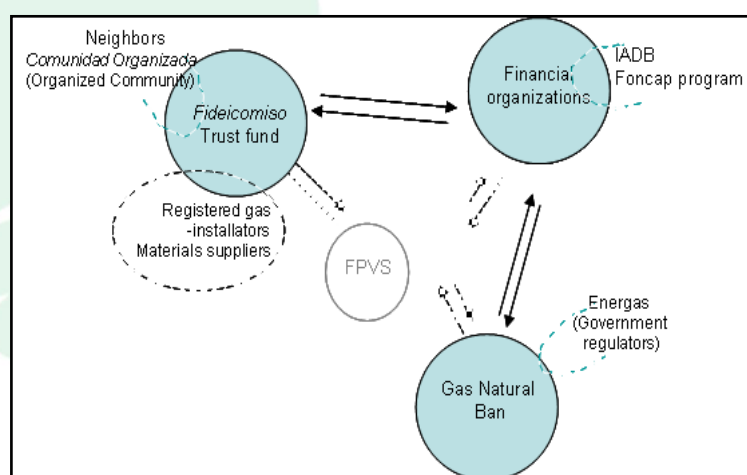 Neighbors
Comunidad Organizada
(Organized Community)
Fideicomiso
Trust fund
Financial
organizations
IADB
Foncap program
Registered gas
-installators
Materials suppliers
FPVS
Energas
(Government
regulators)
Gas Natural
Ban